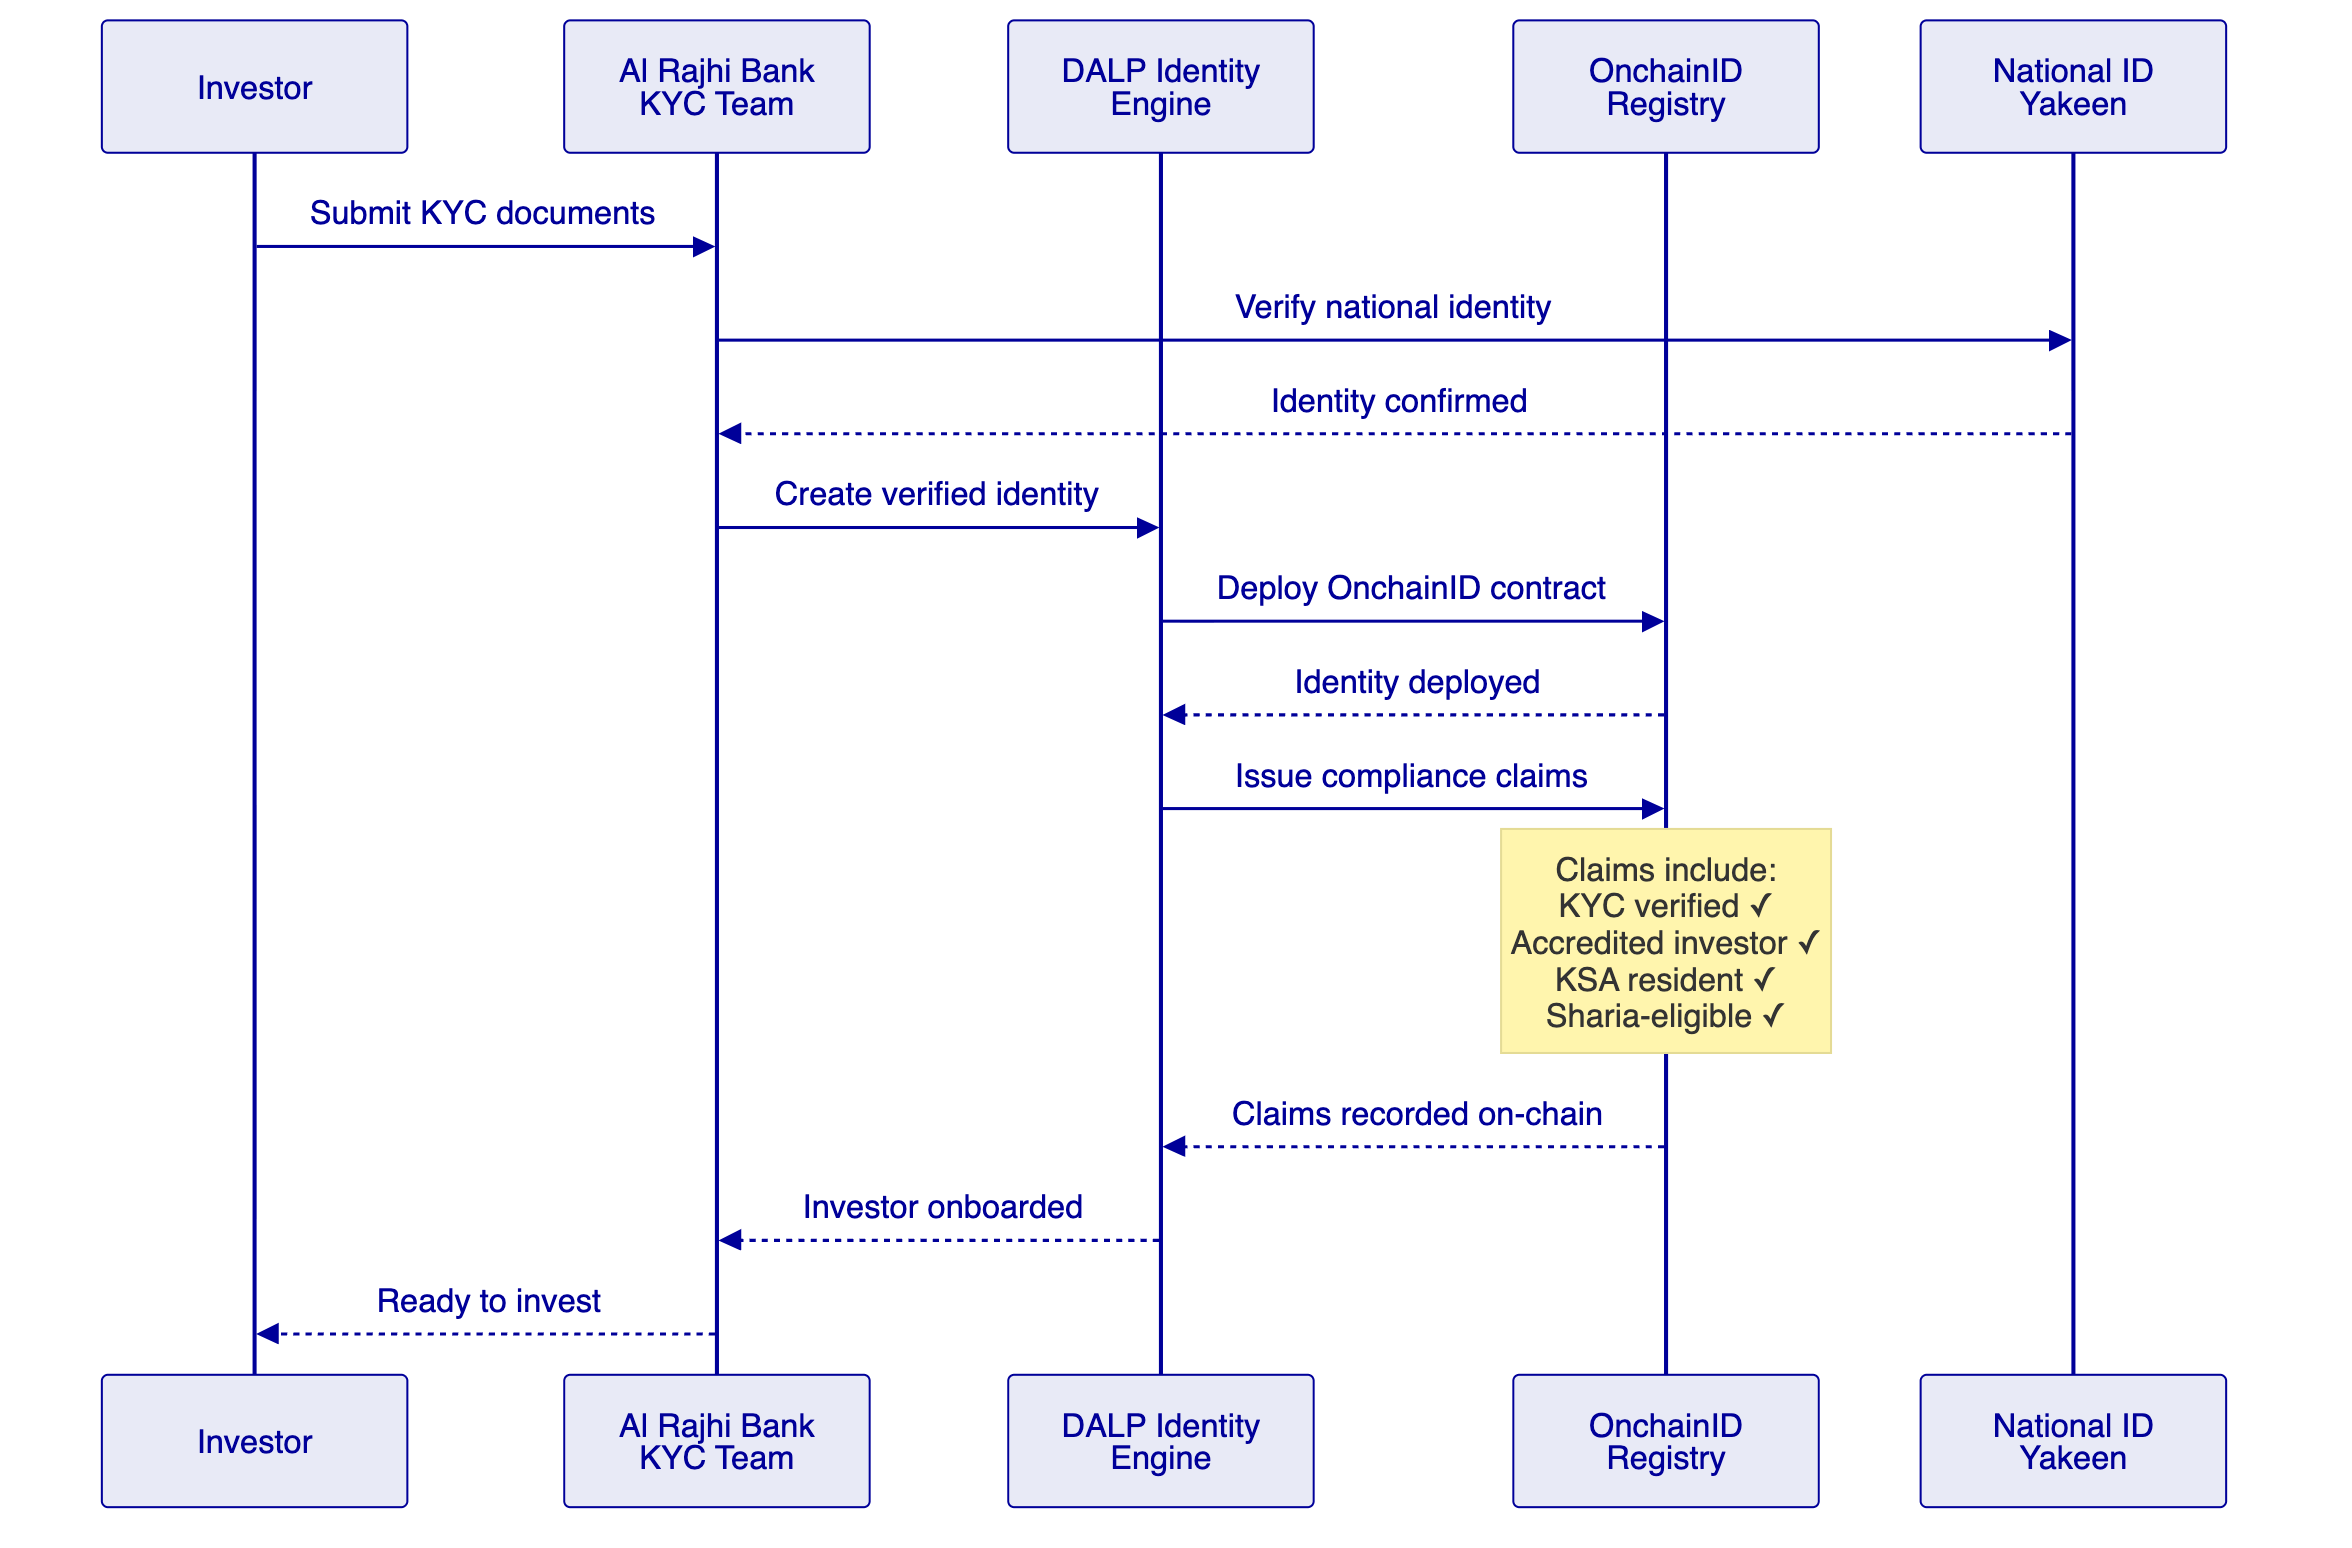 Investor
Al Rajhi Bank
KYC Team
DALP Identity
Engine
OnchainID
Registry
National ID
Yakeen
Submit KYC documents
Verify national identity
Identity confirmed
Create verified identity
Deploy OnchainID contract
Identity deployed
Issue compliance claims
Claims include:
KYC verified ✓
Accredited investor ✓
KSA resident ✓
Sharia-eligible ✓
Claims recorded on-chain
Investor onboarded
Ready to invest
Investor
Al Rajhi Bank
KYC Team
DALP Identity
Engine
OnchainID
Registry
National ID
Yakeen